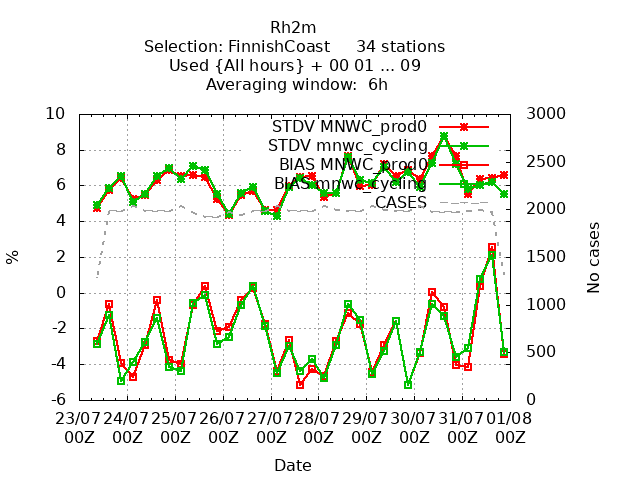 Rh2m
Selection: FinnishCoast 34 stations
Used {All hours} + 00 01 ... 09
Averaging window: 6h
STDV MNWC_prod0
STDV mnwc_cycling
BIAS MNWC_prod0
BIAS mnwc_cycling
CASES
10
8
6
4
2
0
-2
-4
-6
%
3000
2500
2000
1500
1000
500
0
No cases
23/07 24/07 25/07 26/07 27/07 28/07 29/07 30/07 31/07 01/08
00Z 00Z 00Z 00Z 00Z 00Z 00Z 00Z 00Z 00Z
Date